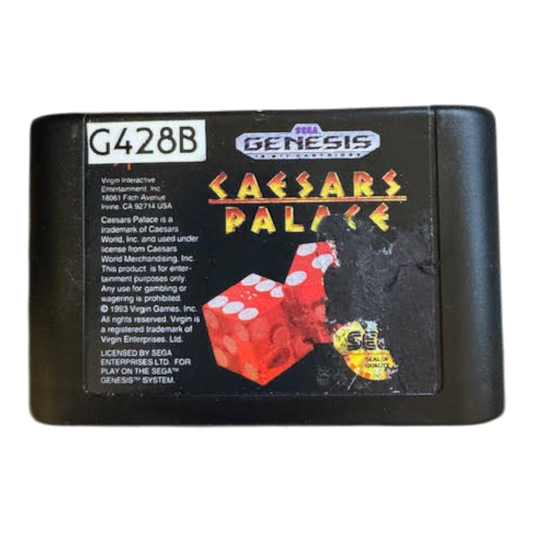 G428B
SEGA
GENESIS
16-BIT CARTRIDGE
CAESARS
PALACE
Virgin Interactive
Entertainment, Inc.
18061 Fitch Avenue
Irvine, CA 92714 USA
Caesars Palace is a
trademark of Caesars
World, Inc. and used under
license from Caesars
World Merchandising, Inc.
This product is for enter-
tainment purposes only.
Any use for gambling or
wagering is prohibited.
© 1993 Virgin Games, Inc.
All rights reserved. Virgin is
a registered trademark of
Virgin Enterprises, Ltd.
LICENSED BY SEGA
ENTERPRISES LTD. FOR
PLAY ON THE SEGA™
GENESIS™ SYSTEM.
SE
SEAL OF
QUALITY